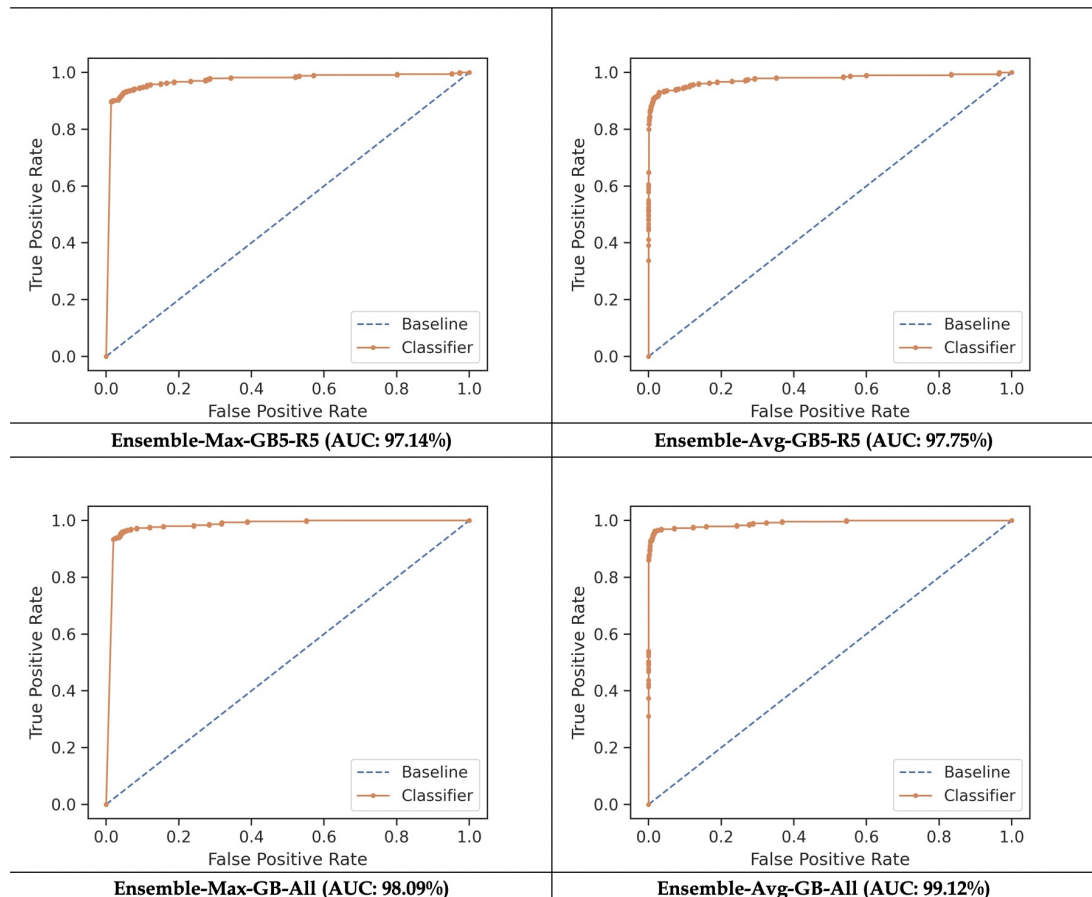 1.0
0.8
0.6
0.4
0.2
0.0
True Positive Rate
0.0 0.2 0.4 0.6 0.8 1.0
False Positive Rate
Baseline
Classifier
1.0
0.8
0.6
0.4
0.2
0.0
True Positive Rate
0.0 0.2 0.4 0.6 0.8 1.0
False Positive Rate
Baseline
Classifier
Ensemble-Max-GB5-R5 (AUC: 97.14%)
Ensemble-Avg-GB5-R5 (AUC: 97.75%)
1.0
0.8
0.6
0.4
0.2
0.0
True Positive Rate
0.0 0.2 0.4 0.6 0.8 1.0
False Positive Rate
Baseline
Classifier
1.0
0.8
0.6
0.4
0.2
0.0
True Positive Rate
0.0 0.2 0.4 0.6 0.8 1.0
False Positive Rate
Baseline
Classifier
Ensemble-Max-GB-All (AUC: 98.09%)
Ensemble-Avg-GB-All (AUC: 99.12%)